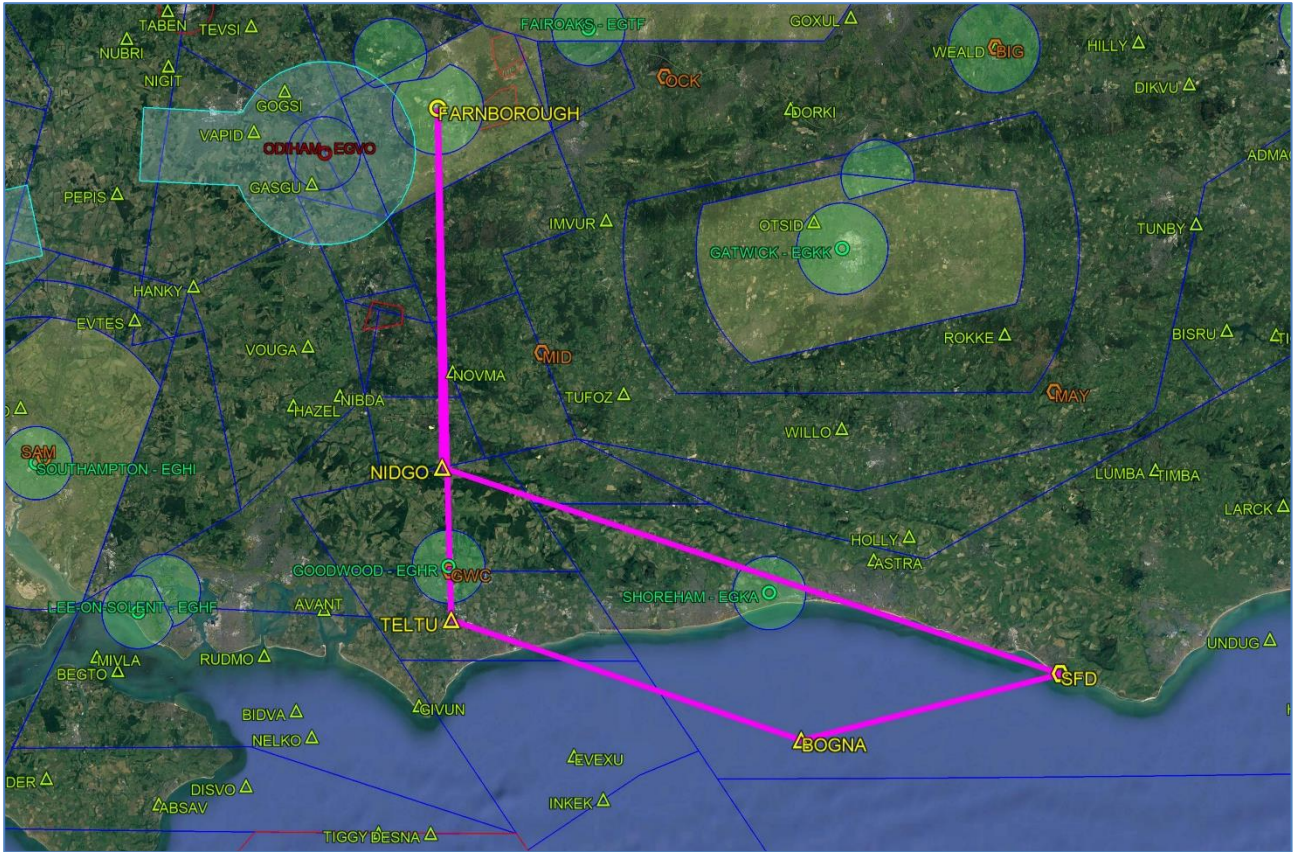 TABEN
TEVSI
FAIROAKS - EGTF
GOXUL
NUBRI
WEALD
BIG
HILLY
NIGIT
OCK
DIKVU
GOGSI
FARNBOROUGH
DORKI
VAPID
ODIHAM - EGVO
ADMAG
PEPIS
GASGU
IMVUR
OTSID
TUNBY
GATWICK - EGKK
HANKY
EVTES
VOUGA
ROKKE
BISRU
MID
NOVMA
HAZEL
NIBDA
TUFOZ
MAY
WILLO
SAM
SOUTHAMPTON - EGHI
NIDGO
LUMBA
TIMBA
LARCK
HOLLY
ASTRA
GOODWOOD - EGHR
GWC
SHOREHAM - EGKA
LEE-ON-SOLENT - EGHF
AVANT
TELTU
UNDUG
MIVLA
BEGTO
RUDMO
SFD
GIVUN
BIDVA
NELKO
BOGNA
EVEXU
DER
DISVO
ABSAV
INKEK
TIGGY
DESNA